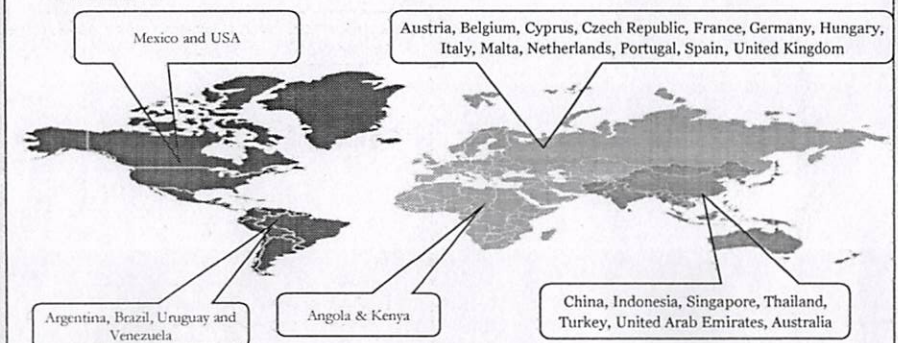 Mexico and USA
Austria, Belgium, Cyprus, Czech Republic, France, Germany, Hungary,
Italy, Malta, Netherlands, Portugal, Spain, United Kingdom
Argentina, Brazil, Uruguay and
Venezuela
Angola & Kenya
China, Indonesia, Singapore, Thailand,
Turkey, United Arab Emirates, Australia